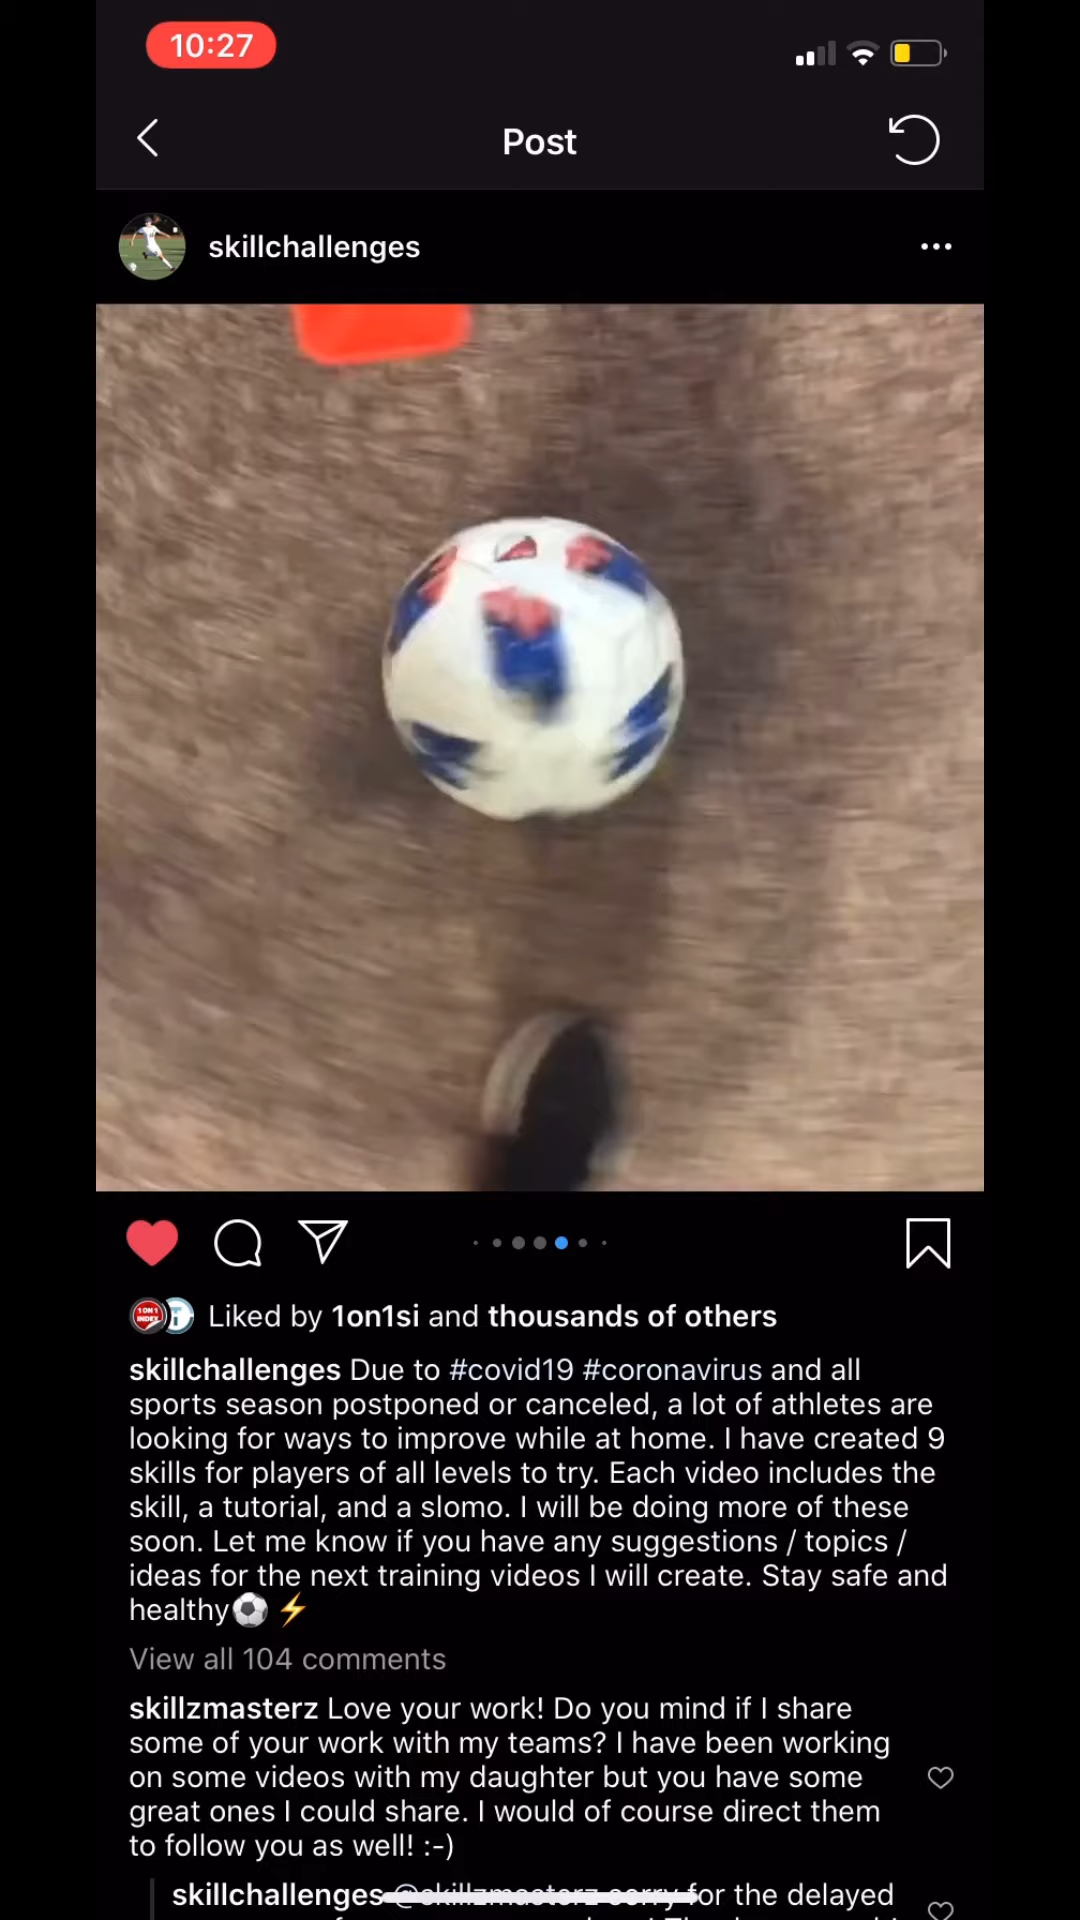 10:27
Post
skillchallenges
1 ON 1
INDEX
Liked by 1on1si and thousands of others
skillchallenges Due to #covid19 #coronavirus and all
sports season postponed or canceled, a lot of athletes are
looking for ways to improve while at home. I have created 9
skills for players of all levels to try. Each video includes the
skill, a tutorial, and a slomo. I will be doing more of these
soon. Let me know if you have any suggestions / topics /
ideas for the next training videos I will create. Stay safe and
healthy⚽ ⚡
View all 104 comments
skillzmasterz Love your work! Do you mind if I share
some of your work with my teams? I have been working
on some videos with my daughter but you have some
great ones I could share. I would of course direct them
to follow you as well! :-)
skillchallenges @skillzmasterz sorry for the delayed